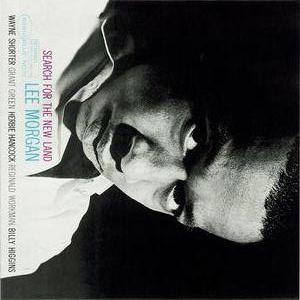 SEARCH FOR THE NEW LAND
LEE MORGAN
WAYNE SHORTER GRANT GREEN HERBIE HANCOCK REGINALD WORKMAN BILLY HIGGINS